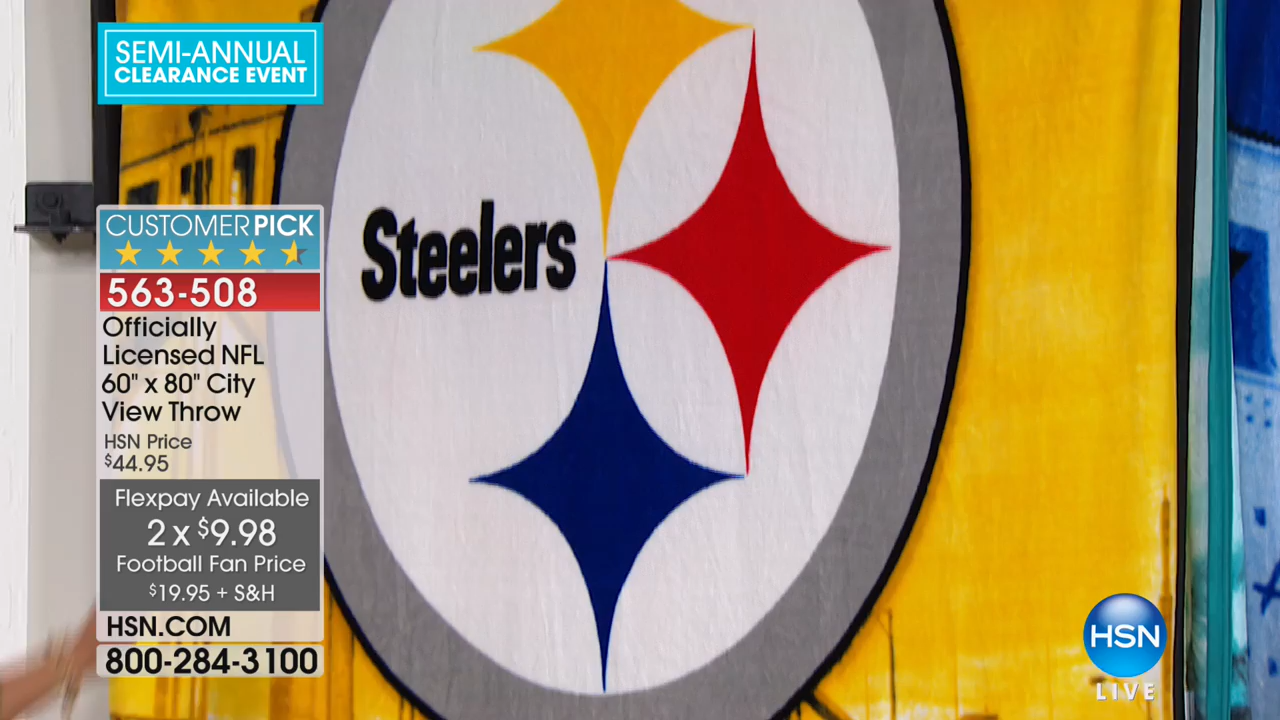 SEMI-ANNUAL
CLEARANCE EVENT
CUSTOMER PICK
563-508
Officially
Licensed NFL
60" x 80" City
View Throw
HSN Price
$44.95
Flexpay Available
2 x $9.98
Football Fan Price
$19.95 + S&H
HSN.COM
800-284-3100
Steelers
HSN
LIVE